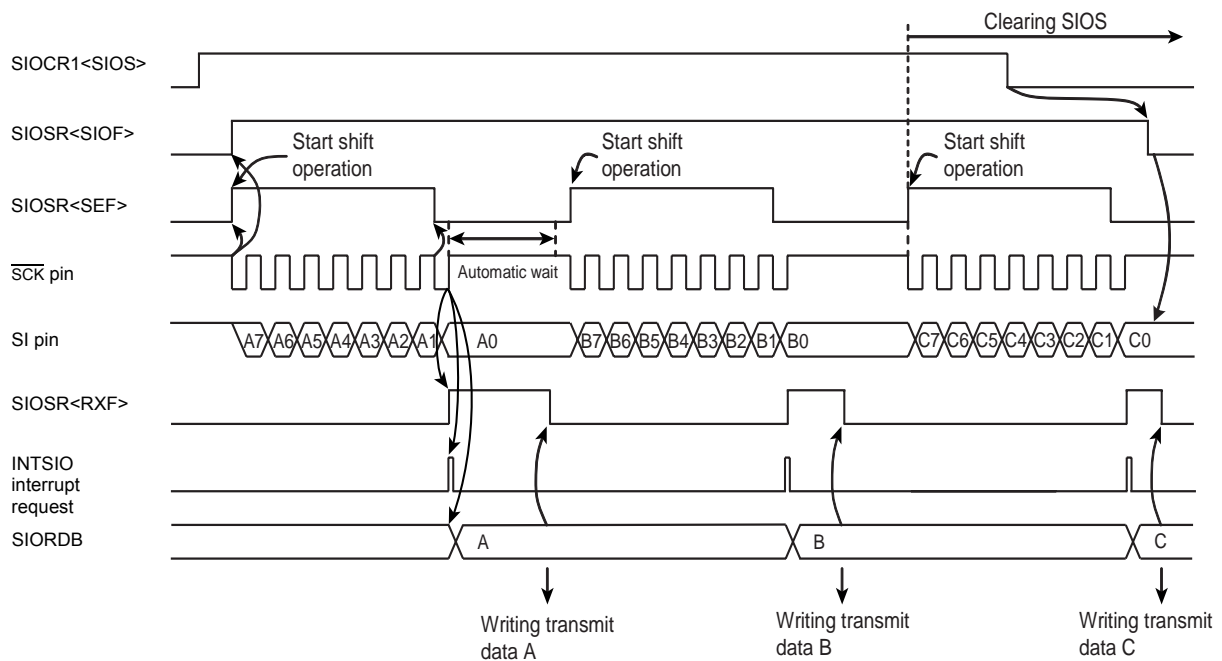 Clearing SIOS
SIOCR1<SIOS>
SIOSR<SIOF>
Start shift
operation
Start shift
operation
Start shift
operation
SIOSR<SEF>
SCK pin
Automatic wait
SI pin
A7 A6 A5 A4 A3 A2 A1 A0 B7 B6 B5 B4 B3 B2 B1 B0 C7 C6 C5 C4 C3 C2 C1 C0
SIOSR<RXF>
INTSIO
interrupt
request
SIORDB
A B C
Writing transmit
data A
Writing transmit
data B
Writing transmit
data C